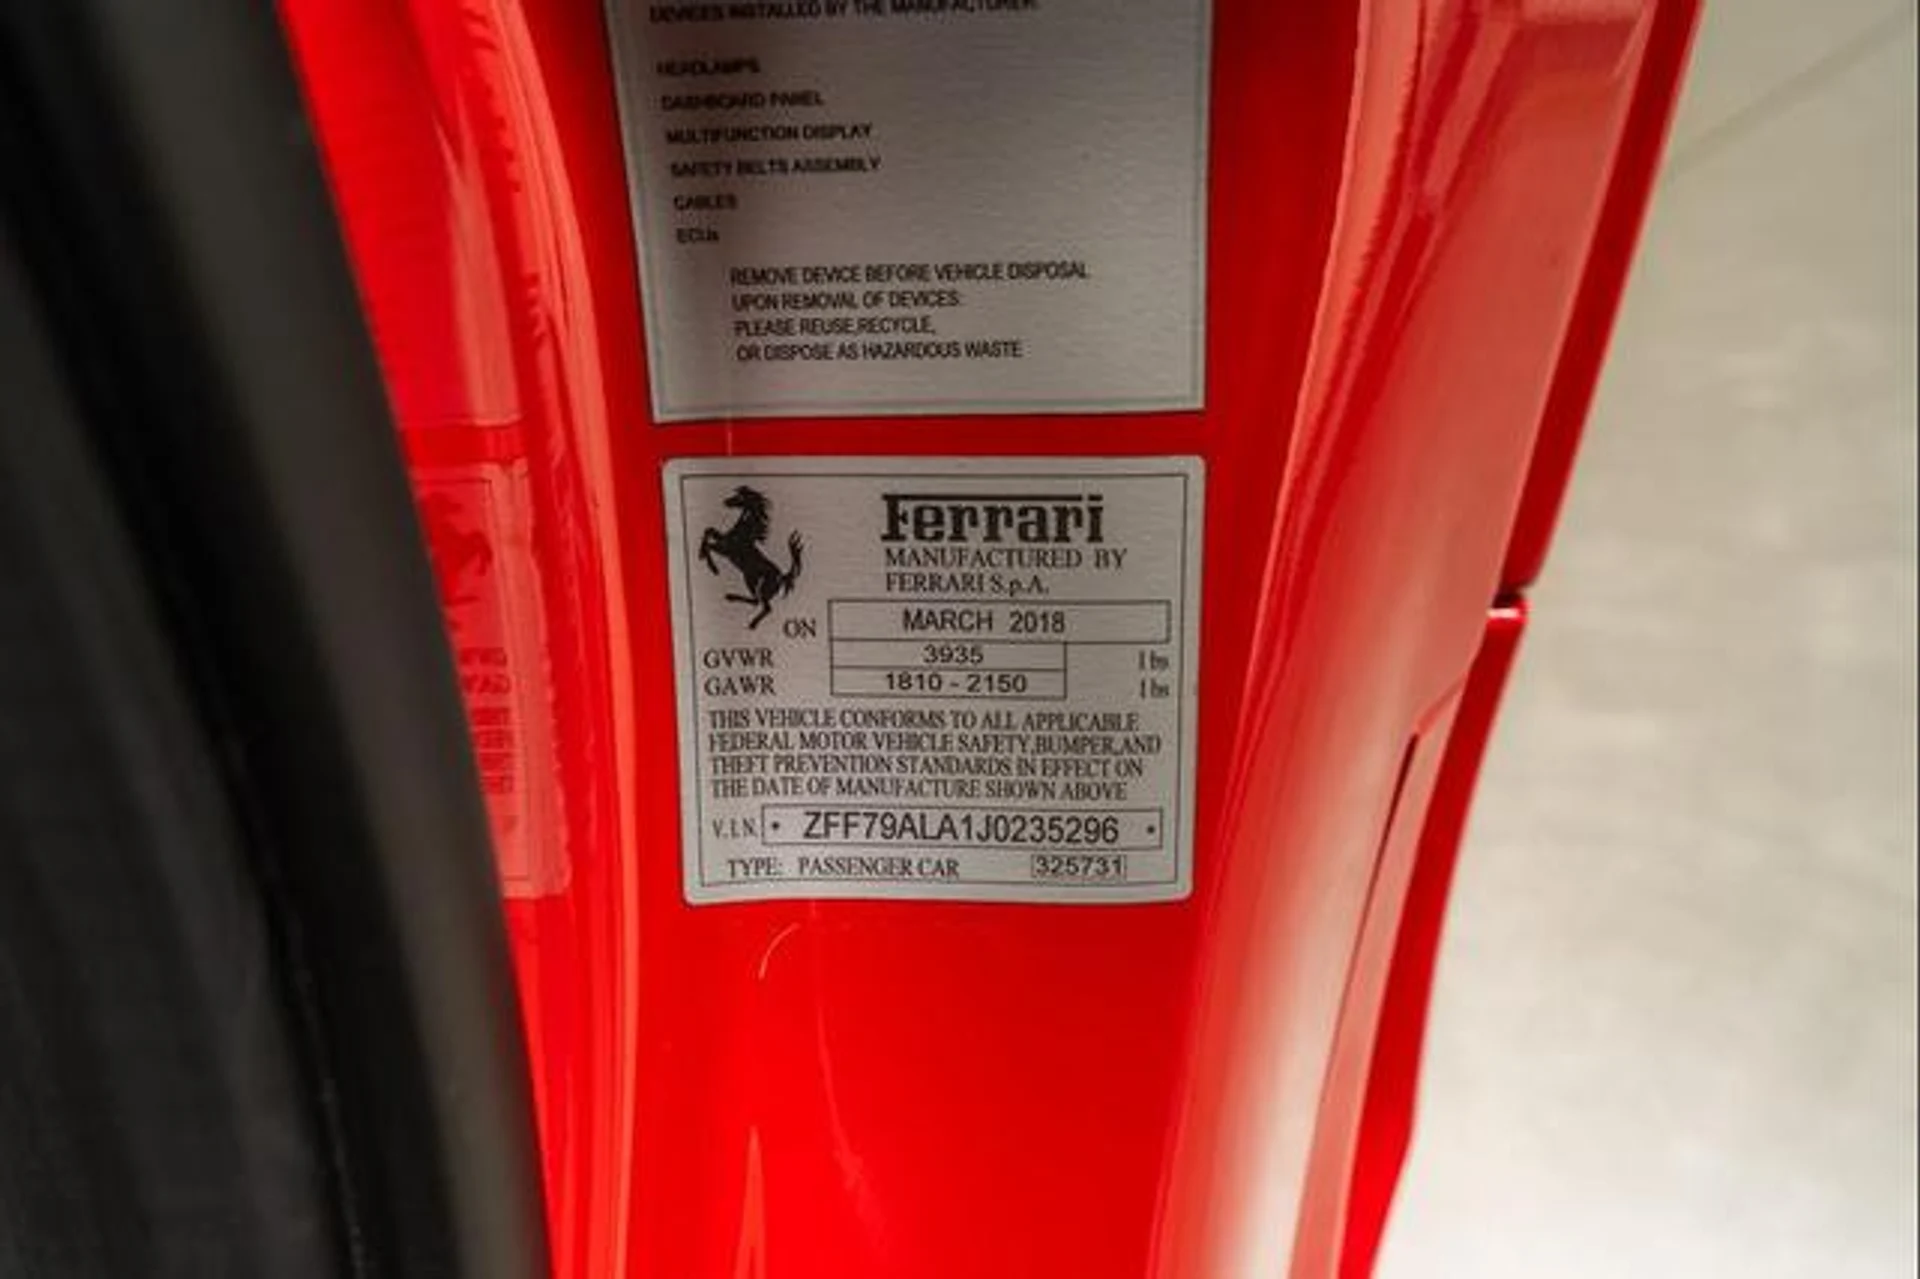 DEVICES INSTALLED BY THE MANUFACTURER.
HEADLAMPS
DASHBOARD PANEL
MULTIFUNCTION DISPLAY
SAFETY BELTS ASSEMBLY
CABLES
ECUs
REMOVE DEVICE BEFORE VEHICLE DISPOSAL
UPON REMOVAL OF DEVICES:
PLEASE REUSE,RECYCLE,
OR DISPOSE AS HAZARDOUS WASTE
Ferrari
MANUFACTURED BY
FERRARI S.p.A.
ON MARCH 2018
GVWR 3935 lbs
GAWR 1810 - 2150 lbs
THIS VEHICLE CONFORMS TO ALL APPLICABLE
FEDERAL MOTOR VEHICLE SAFETY,BUMPER,AND
THEFT PREVENTION STANDARDS IN EFFECT ON
THE DATE OF MANUFACTURE SHOWN ABOVE
V.I.N. • ZFF79ALA1J0235296 •
TYPE: PASSENGER CAR 325731